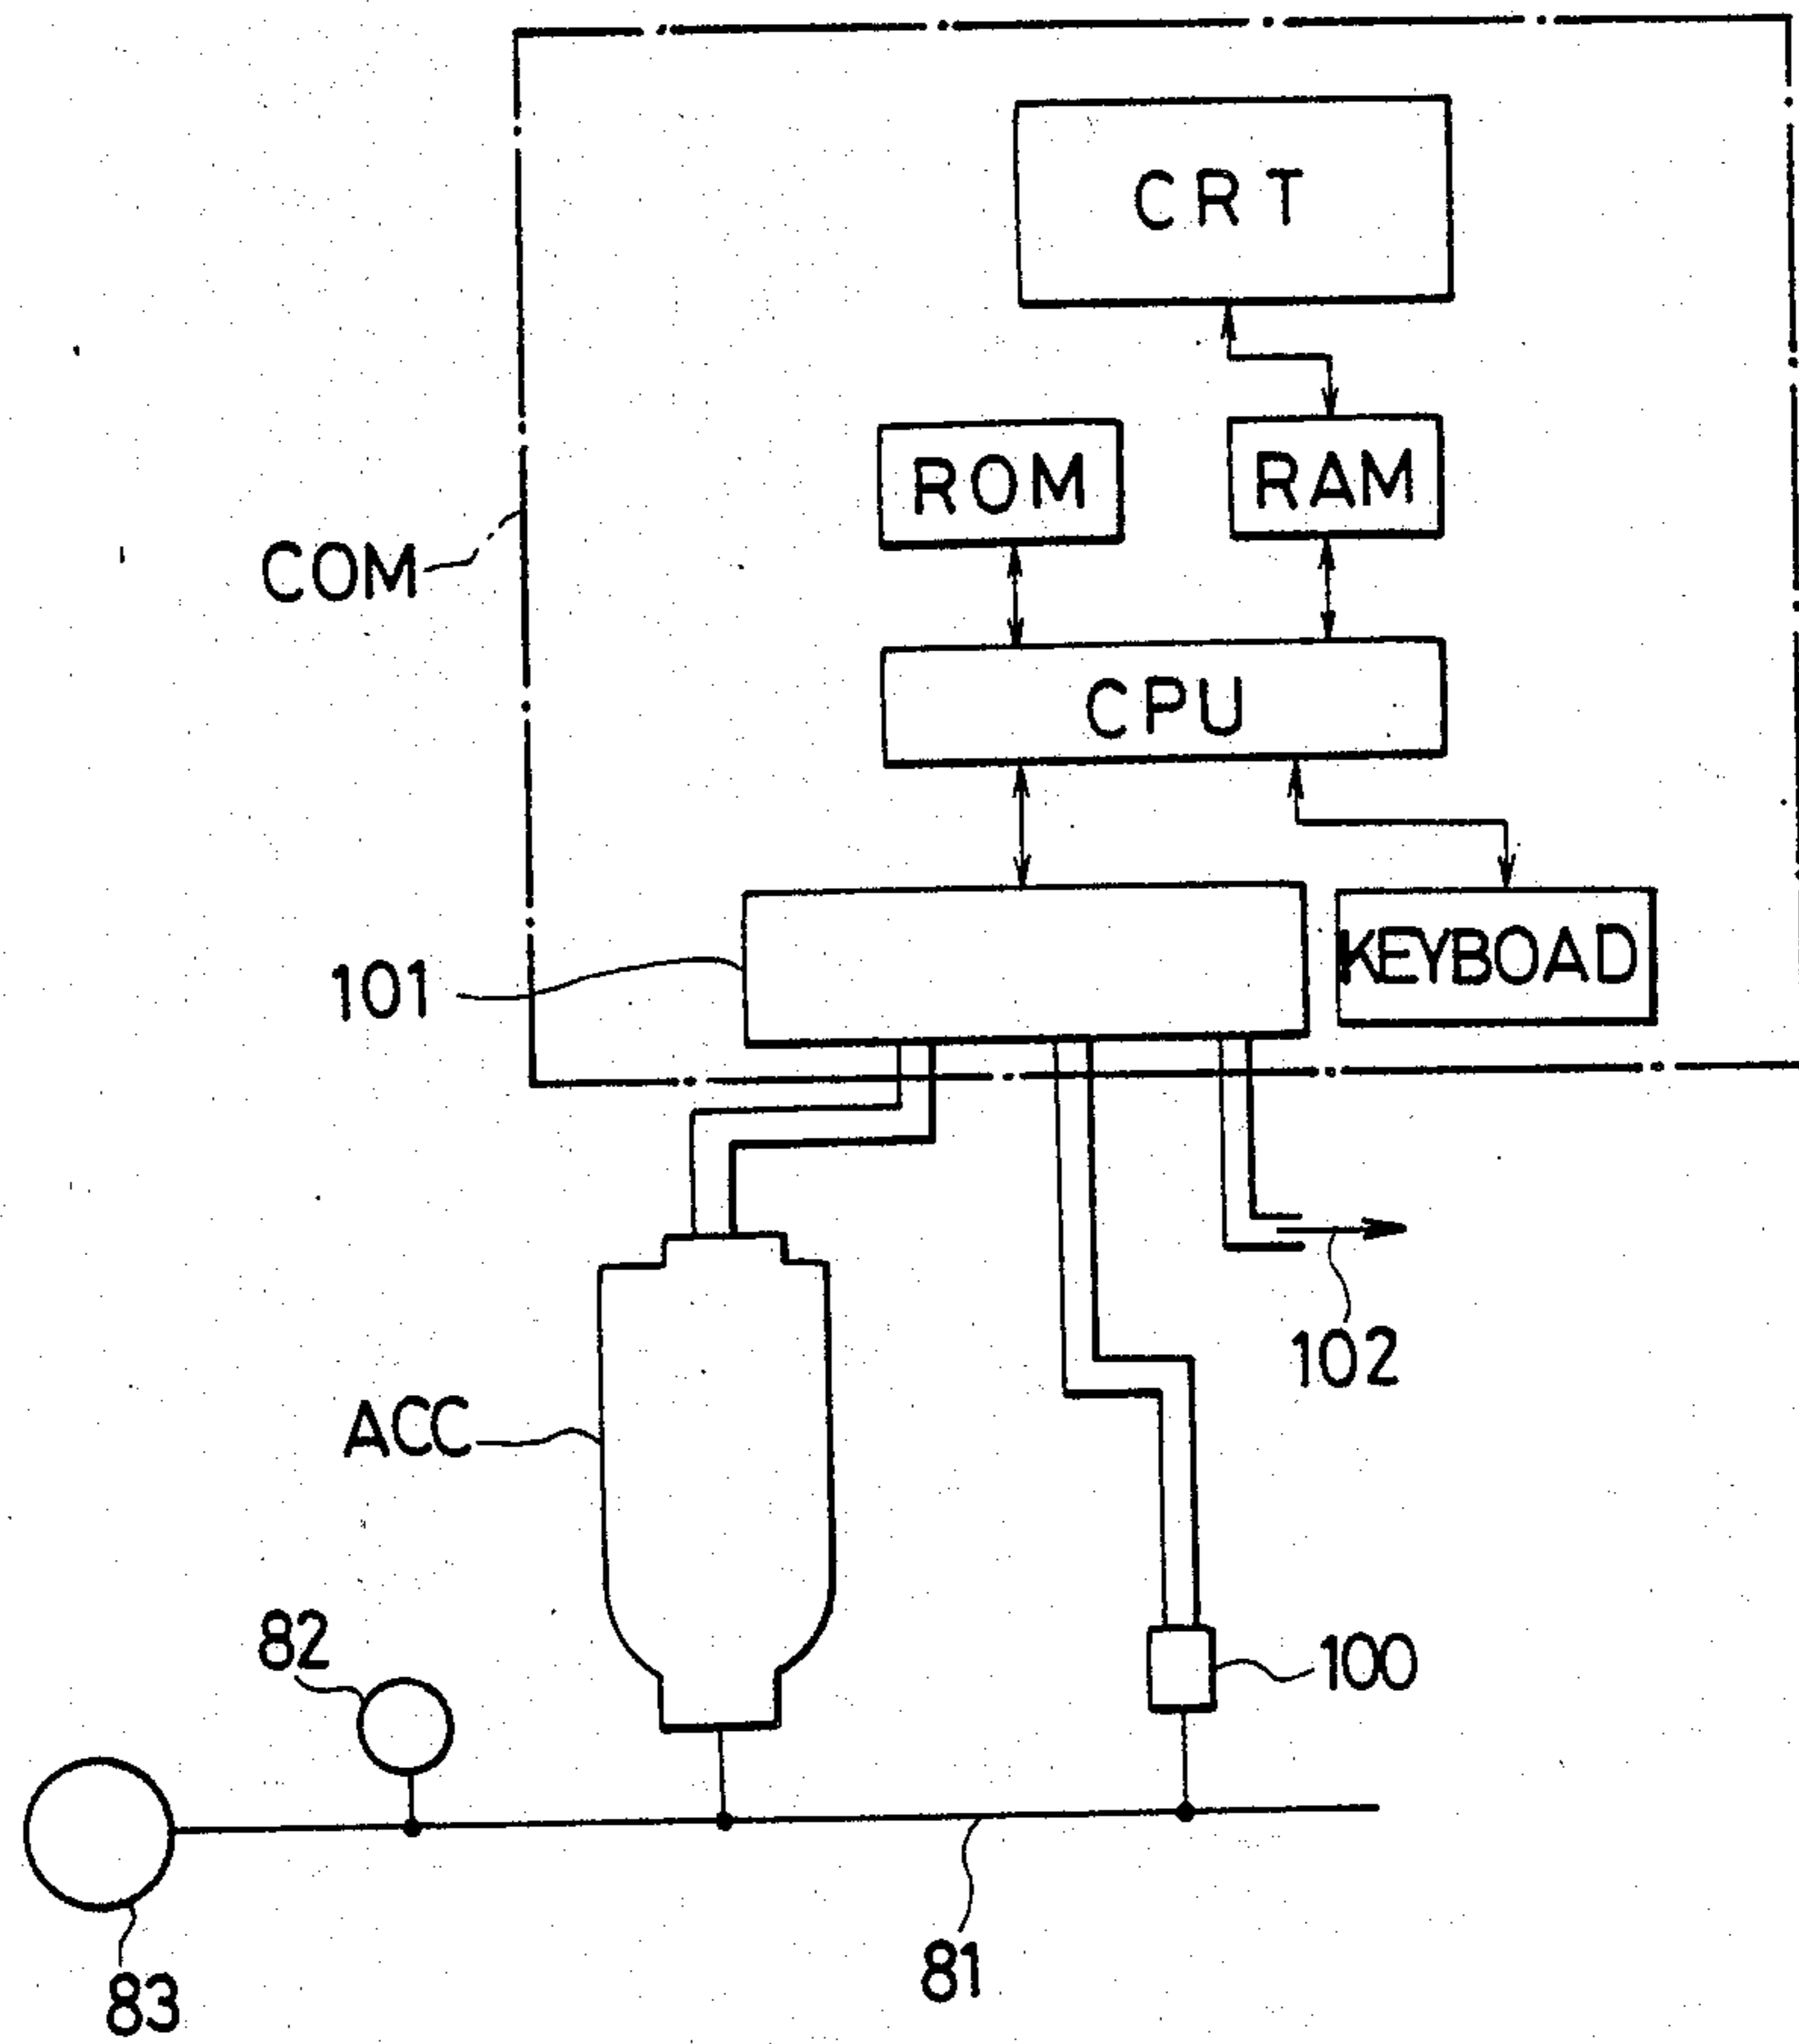 CRT
ROM
RAM
COM
CPU
101
KEYBOAD
102
ACC
82
100
81
83